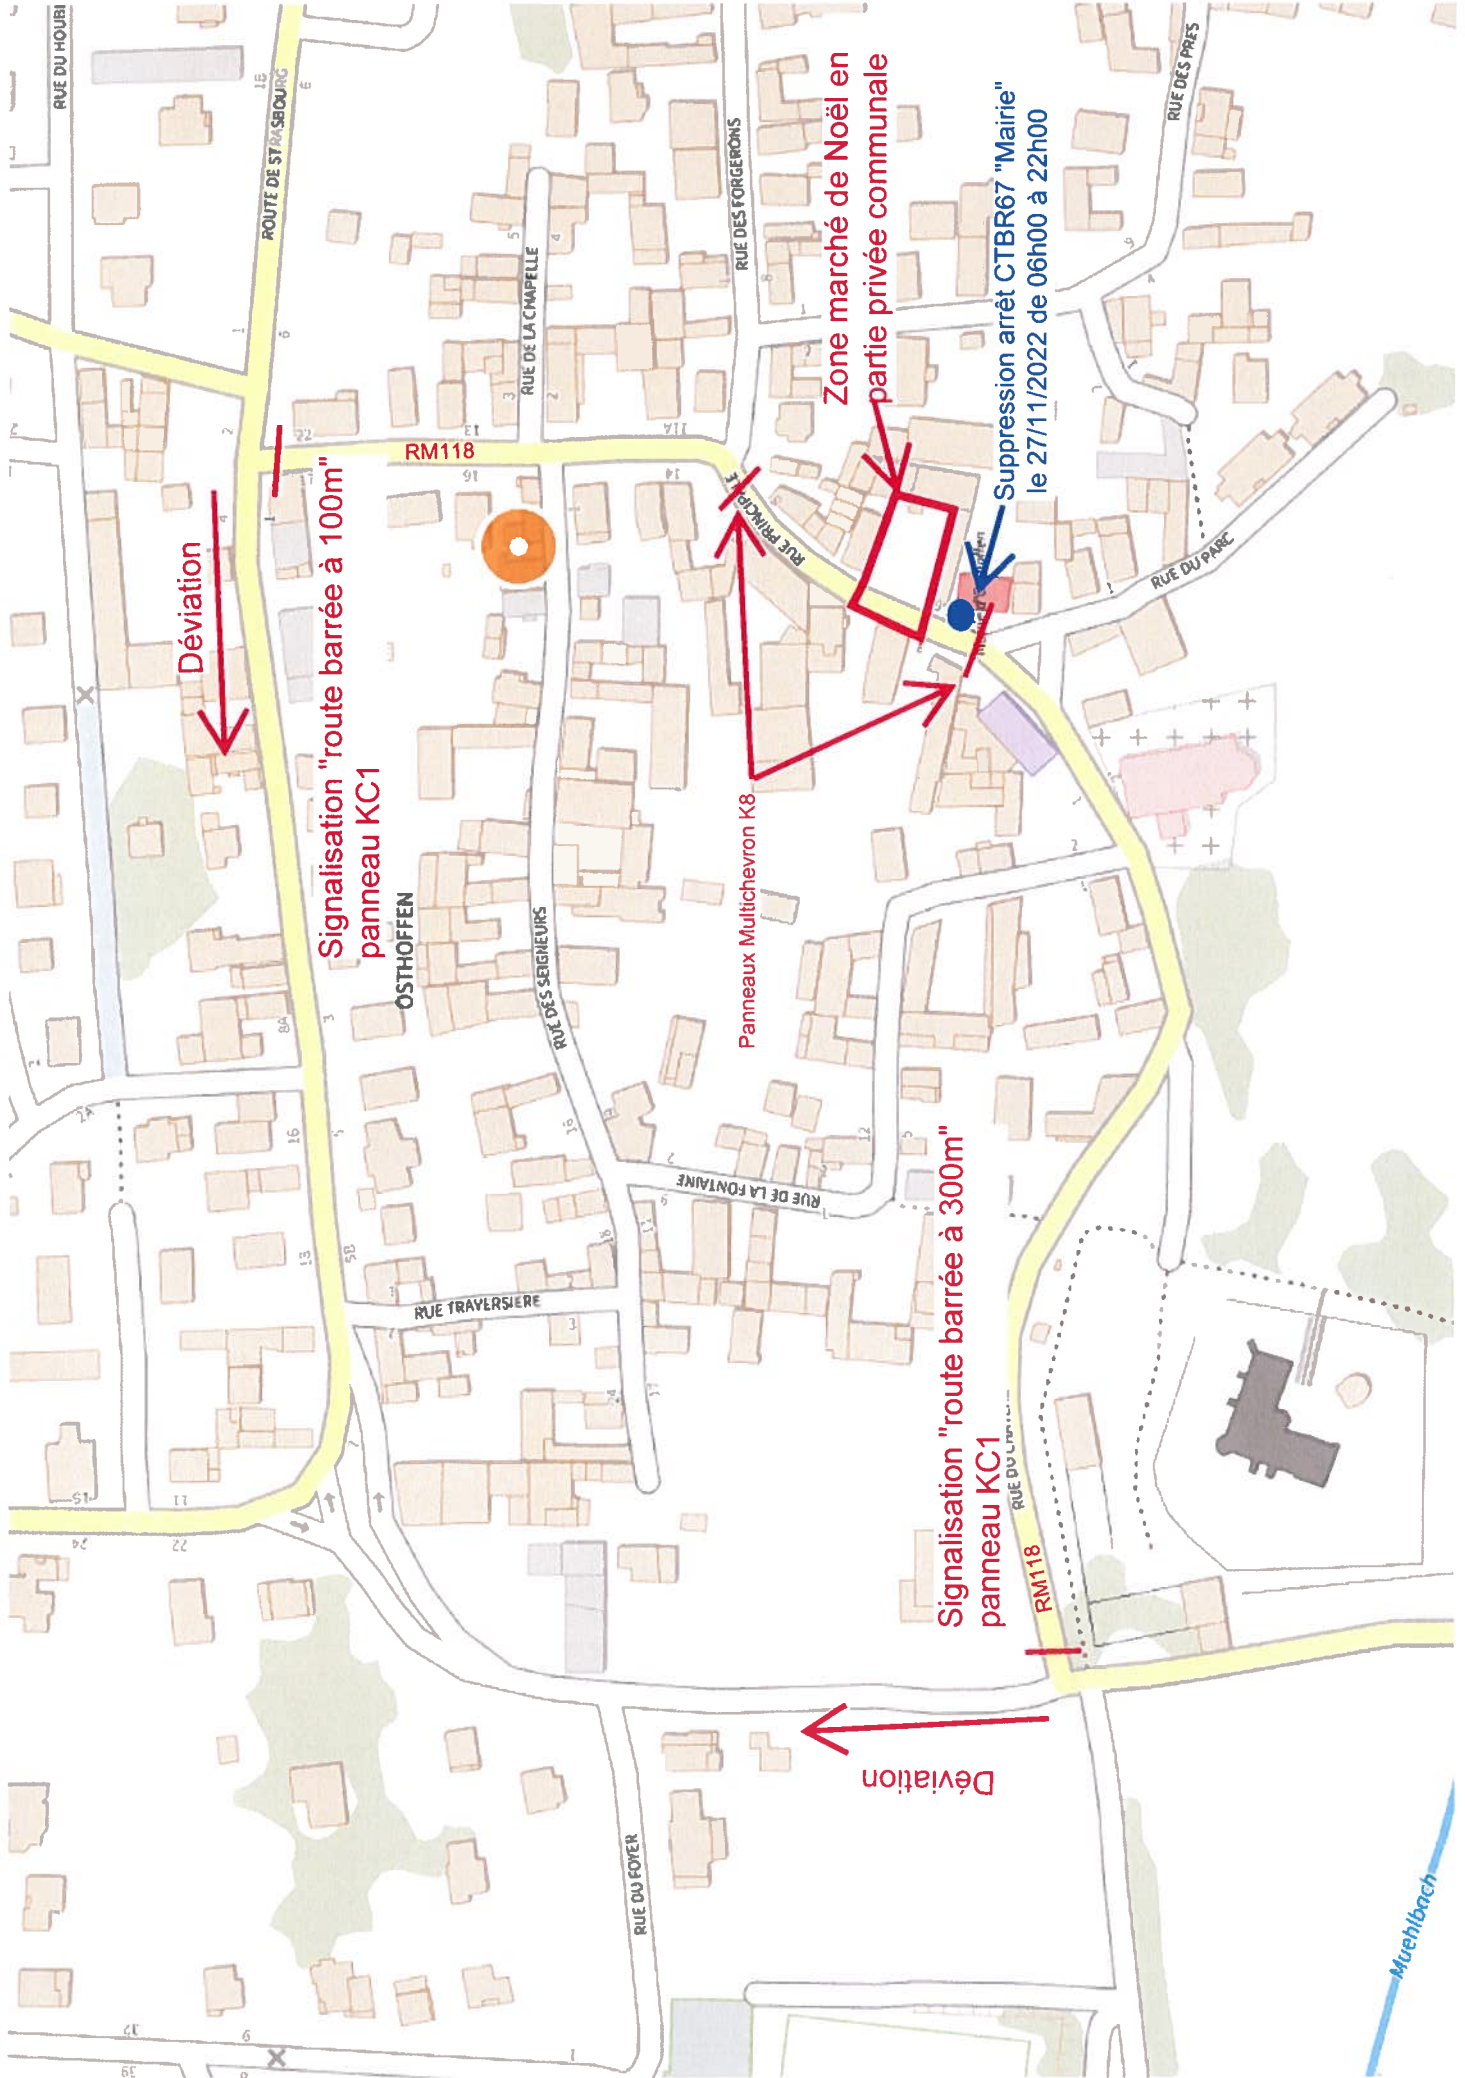 RUE DU HOUBL
ROUTE DE STRASBOURG
Déviation
Signalisation "route barrée à 100m"
panneau KC1
RM118
OSTHOFFEN
RUE DE LA CHAPELLE
RUE DES FORGERONS
RUE DES SEIGNEURS
RUE TRAVERSIERE
RUE DE LA FONTAINE
RUE PRINCIPALE
Panneaux Multichevron K8
Zone marché de Noël en
partie privée communale
Suppression arrêt CTBR67 "Mairie"
le 27/11/2022 de 06h00 à 22h00
RUE DES PRES
RUE DU PARC
Signalisation "route barrée à 300m"
panneau KC1
RM118
Déviation
RUE DU FOYER
Muehlbach